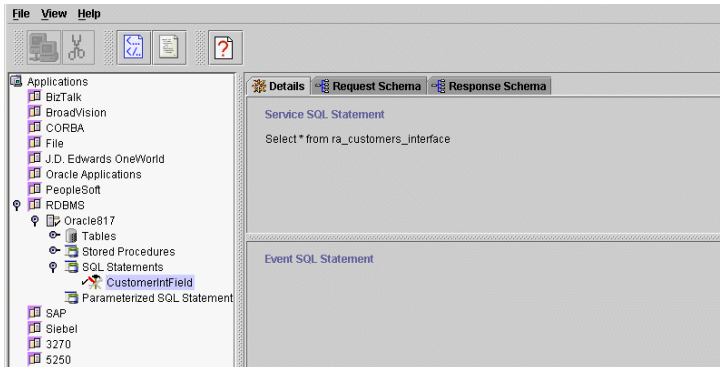 File View Help
Applications
BizTalk
BroadVision
CORBA
File
J.D. Edwards OneWorld
Oracle Applications
PeopleSoft
RDBMS
Oracle817
Tables
Stored Procedures
SQL Statements
CustomerIntField
Parameterized SQL Statement
SAP
Siebel
3270
5250
Details Request Schema Response Schema
Service SQL Statement
Select * from ra_customers_interface
Event SQL Statement